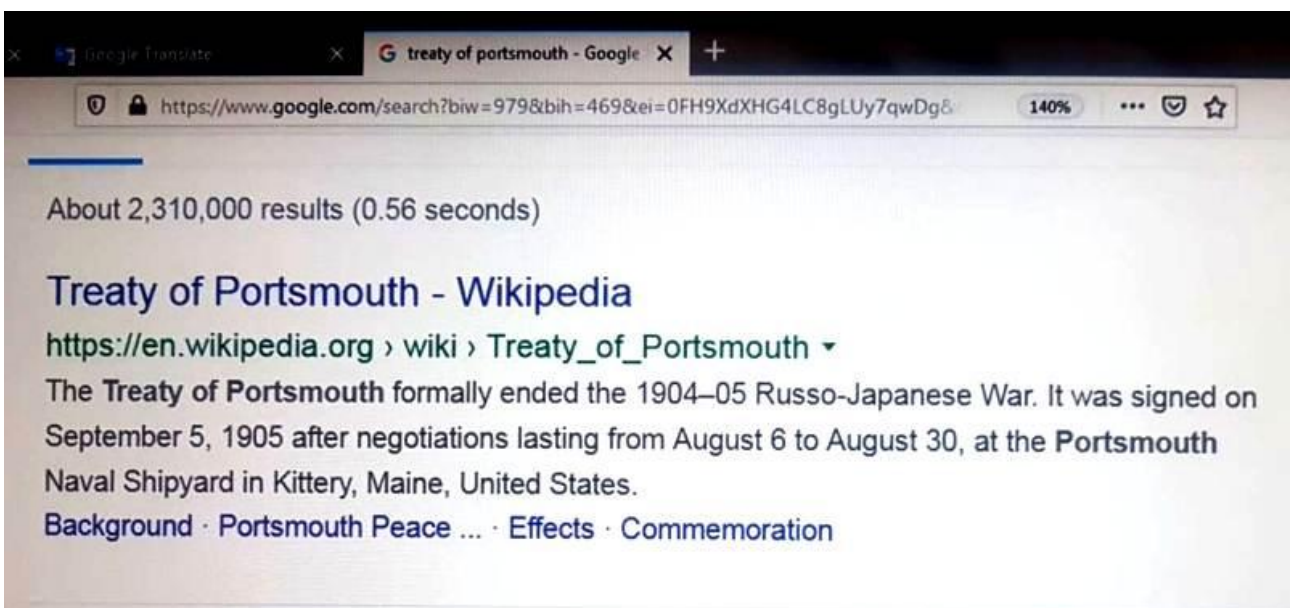 Google Translate
treaty of portsmouth - Google
https://www.google.com/search?biw=979&bih=469&ei=0FH9XdXHG4LC8gLUy7qwDg&
140%
About 2,310,000 results (0.56 seconds)
Treaty of Portsmouth - Wikipedia
https://en.wikipedia.org › wiki › Treaty_of_Portsmouth
The Treaty of Portsmouth formally ended the 1904–05 Russo-Japanese War. It was signed on
September 5, 1905 after negotiations lasting from August 6 to August 30, at the Portsmouth
Naval Shipyard in Kittery, Maine, United States.
Background · Portsmouth Peace ... · Effects · Commemoration